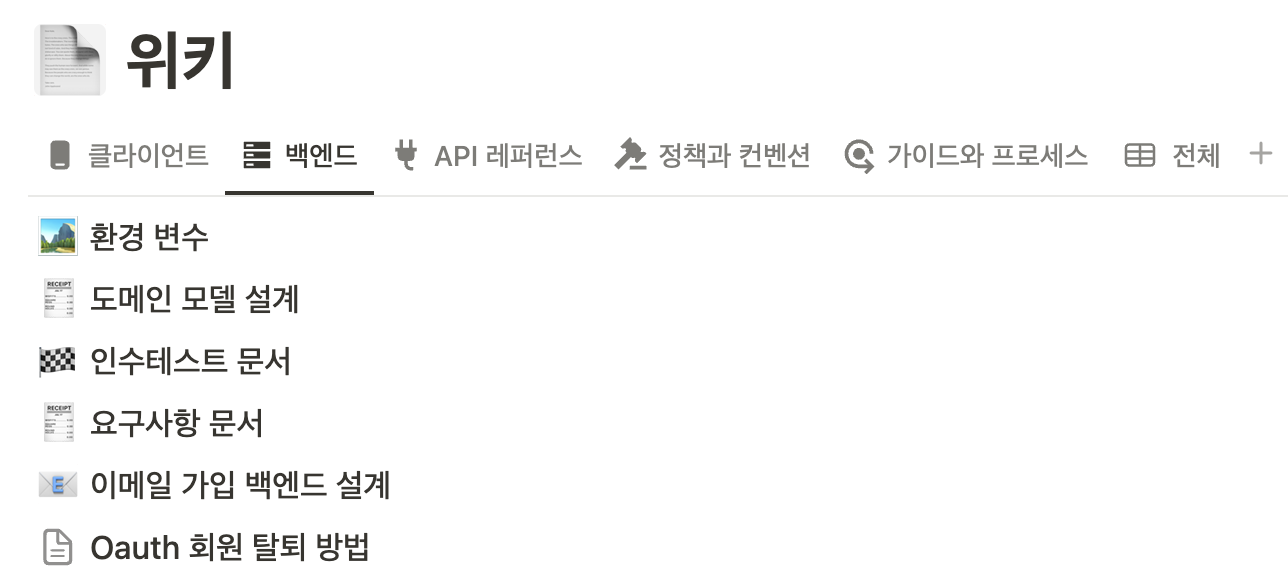 위키
클라이언트 백엔드 API 레퍼런스 정책과 컨벤션 가이드와 프로세스 전체
환경 변수
RECEIPT
도메인 모델 설계
인수테스트 문서
RECEIPT
요구사항 문서
E 이메일 가입 백엔드 설계
Oauth 회원 탈퇴 방법